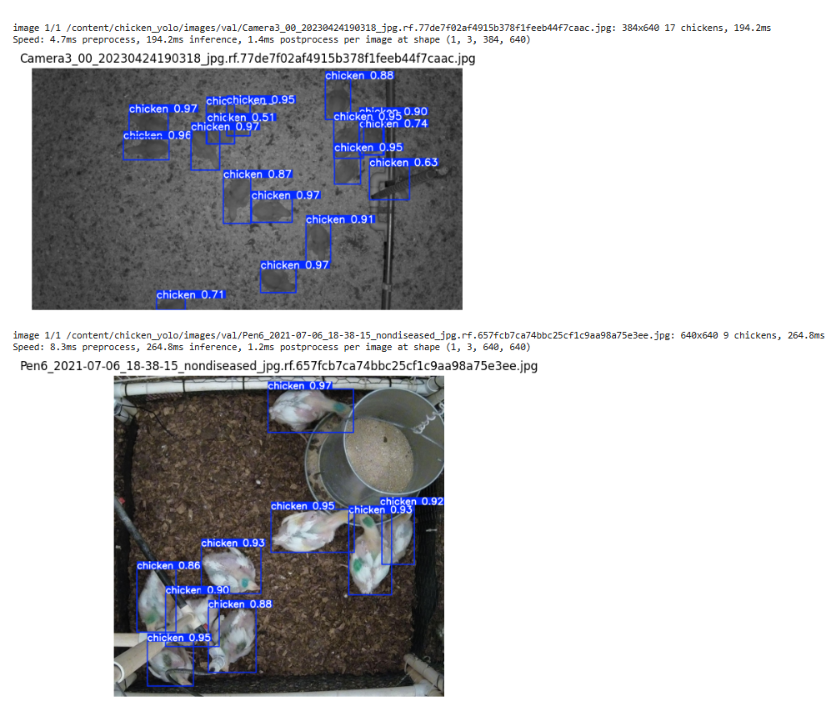 image 1/1 /content/chicken_yolo/images/val/Camera3_00_20230424190318_jpg.rf.77de7f02af4915b378f1feeb44f7caac.jpg: 384x640 17 chickens, 194.2ms
Speed: 4.7ms preprocess, 194.2ms inference, 1.4ms postprocess per image at shape (1, 3, 384, 640)
Camera3_00_20230424190318_jpg.rf.77de7f02af4915b378f1feeb44f7caac.jpg
chicken 0.88
chicken 0.95
chicken 0.97
chicken 0.90
chicken 0.51
chicken 0.95
chicken 0.74
chicken 0.97
chicken 0.96
chicken 0.95
chicken 0.63
chicken 0.87
chicken 0.97
chicken 0.91
chicken 0.97
chicken 0.71
image 1/1 /content/chicken_yolo/images/val/Pen6_2021-07-06_18-38-15_nondiseased_jpg.rf.657fcb7ca74bbc25cf1c9aa98a75e3ee.jpg: 640x640 9 chickens, 264.8ms
Speed: 8.3ms preprocess, 264.8ms inference, 1.2ms postprocess per image at shape (1, 3, 640, 640)
Pen6_2021-07-06_18-38-15_nondiseased_jpg.rf.657fcb7ca74bbc25cf1c9aa98a75e3ee.jpg
chicken 0.97
chicken 0.92
chicken 0.95
chicken 0.93
chicken 0.93
chicken 0.86
chicken 0.90
chicken 0.88
chicken 0.95